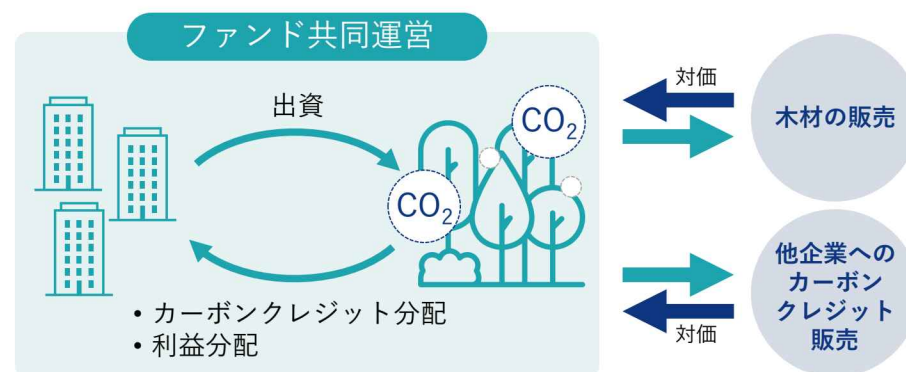 ファンド共同運営
出資
CO₂
CO₂
・カーボンクレジット分配
・利益分配
対価
木材の販売
他企業への
カーボン
クレジット
販売
対価